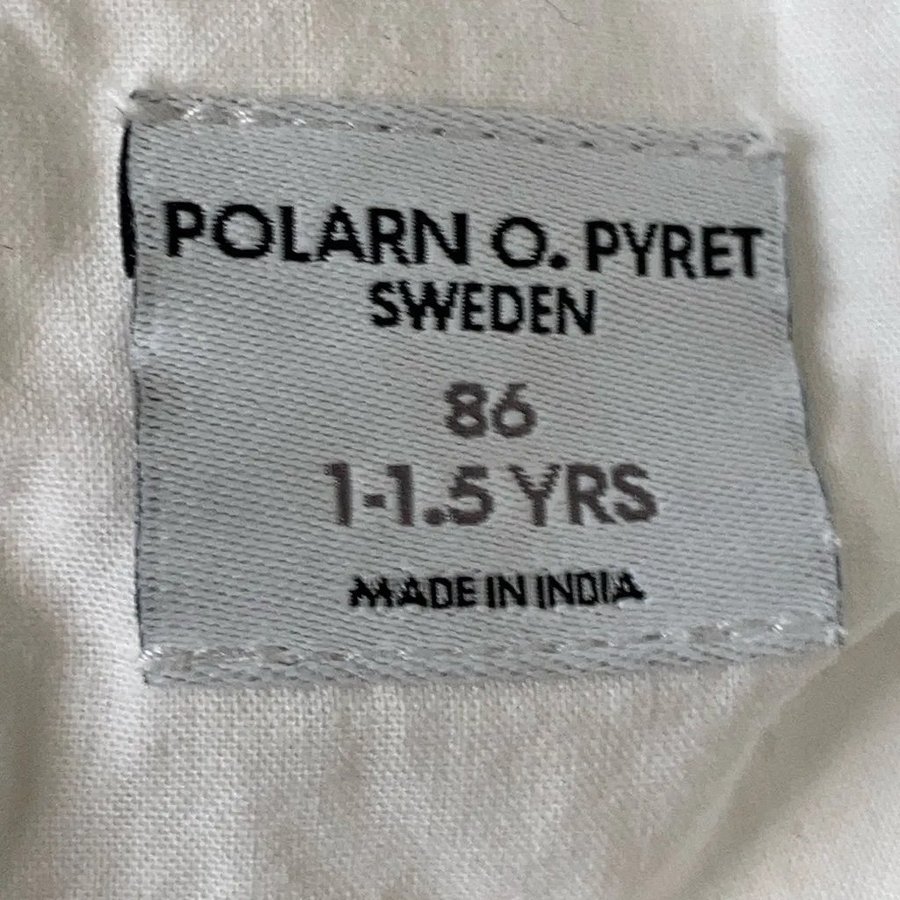 POLARN O. PYRET
SWEDEN
86
1-1.5 YRS
MADE IN INDIA